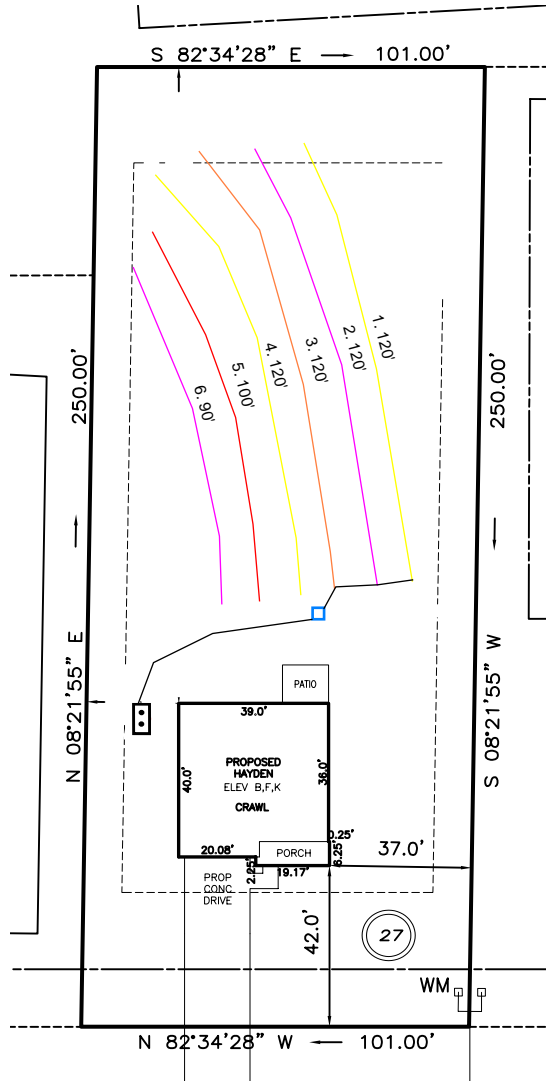 S 82°34'28" E 101.00'
1. 120'
2. 120'
3. 120'
4. 120'
5. 100'
6. 90'
250.00'
250.00'
N 08°21'55" E
S 08°21'55" W
PATIO
39.0'
40.0'
36.0'
PROPOSED
HAYDEN
ELEV B,F,K
CRAWL
0.25'
6.25'
20.08'
PORCH
37.0'
2.25'
19.17'
PROP
CONC
DRIVE
42.0'
27
WM
N 82°34'28" W 101.00'